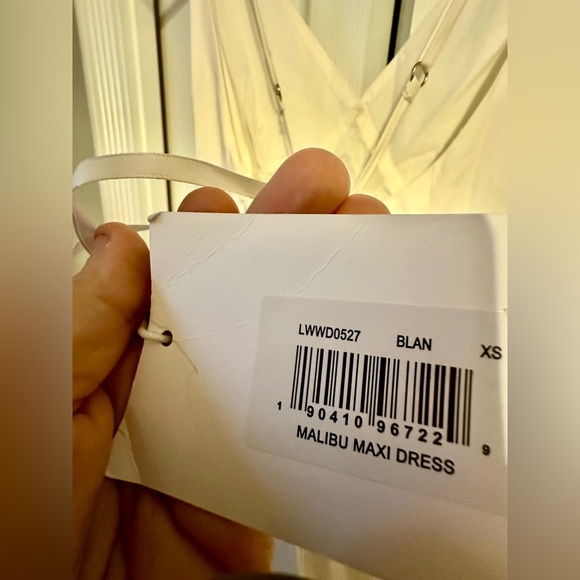 LWWD0527 BLAN XS
1 90410 96722 9
MALIBU MAXI DRESS